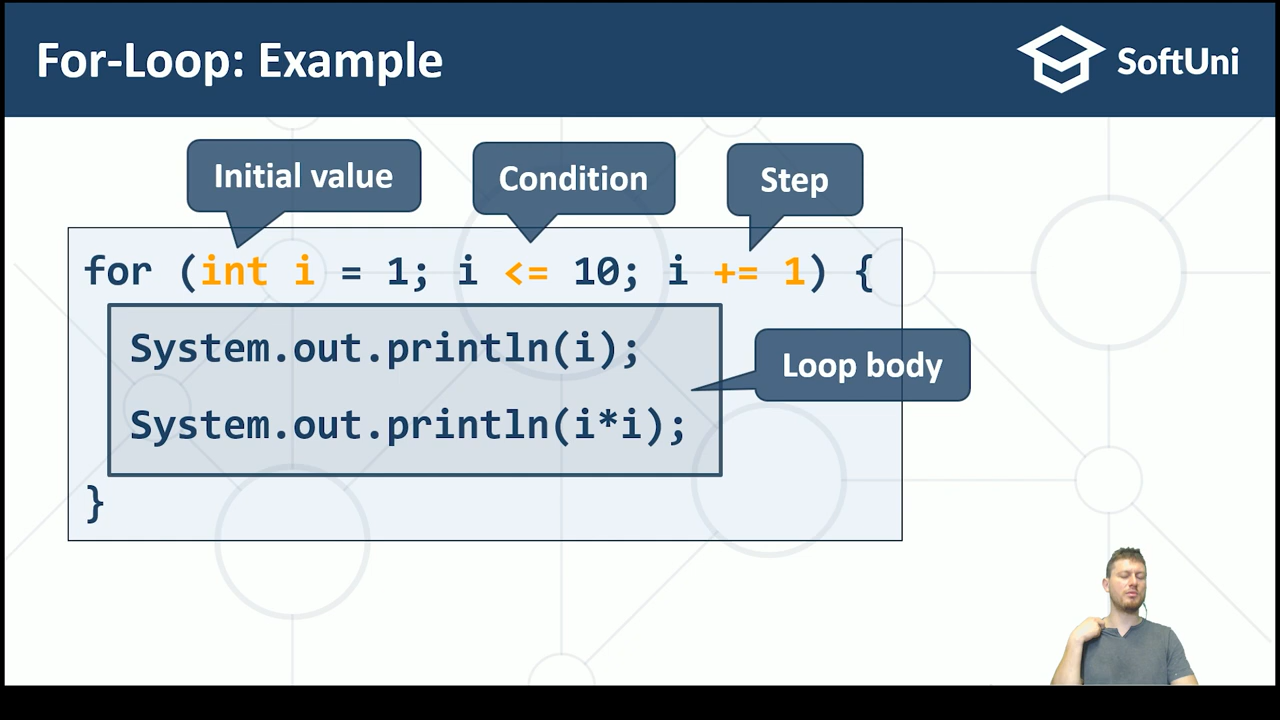 For-Loop: Example
SoftUni
Initial value
Condition
Step
for (int i = 1; i <= 10; i += 1) {
System.out.println(i);
Loop body
System.out.println(i*i);
}